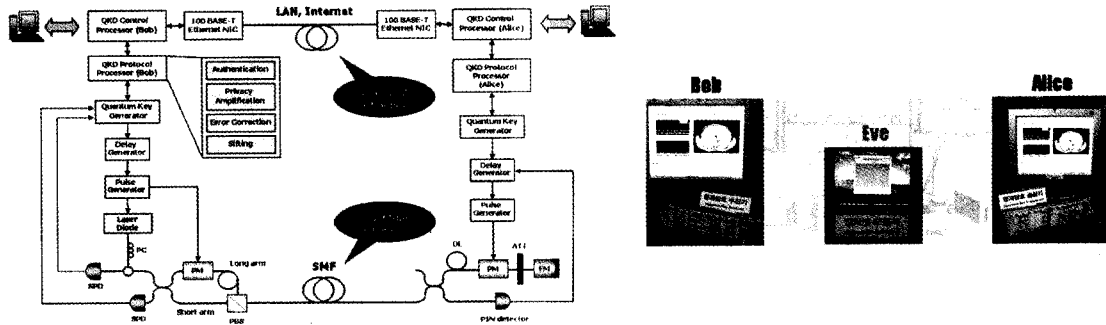 LAN, Internet
QKD Control
Processor (Bob)
100 BASE-T
Ethernet NIC
100 BASE-T
Ethernet NIC
QKD Control
Processor (Alice)
QKD Protocol
Processor (Bob)
Authentication
Privacy
Amplification
Error Correction
Sifting
QKD Protocol
Processor
(Alice)
Quantum Key
Generator
Quantum Key
Generator
Delay
Generator
Delay
Generator
Pulse
Generator
Pulse
Generator
Laser
Diode
PC
PM
Long arm
SMF
DL
PM
ATT
FM
SPD
SPD
Short arm
PBS
PIN detector
Bob
Eve
Alice